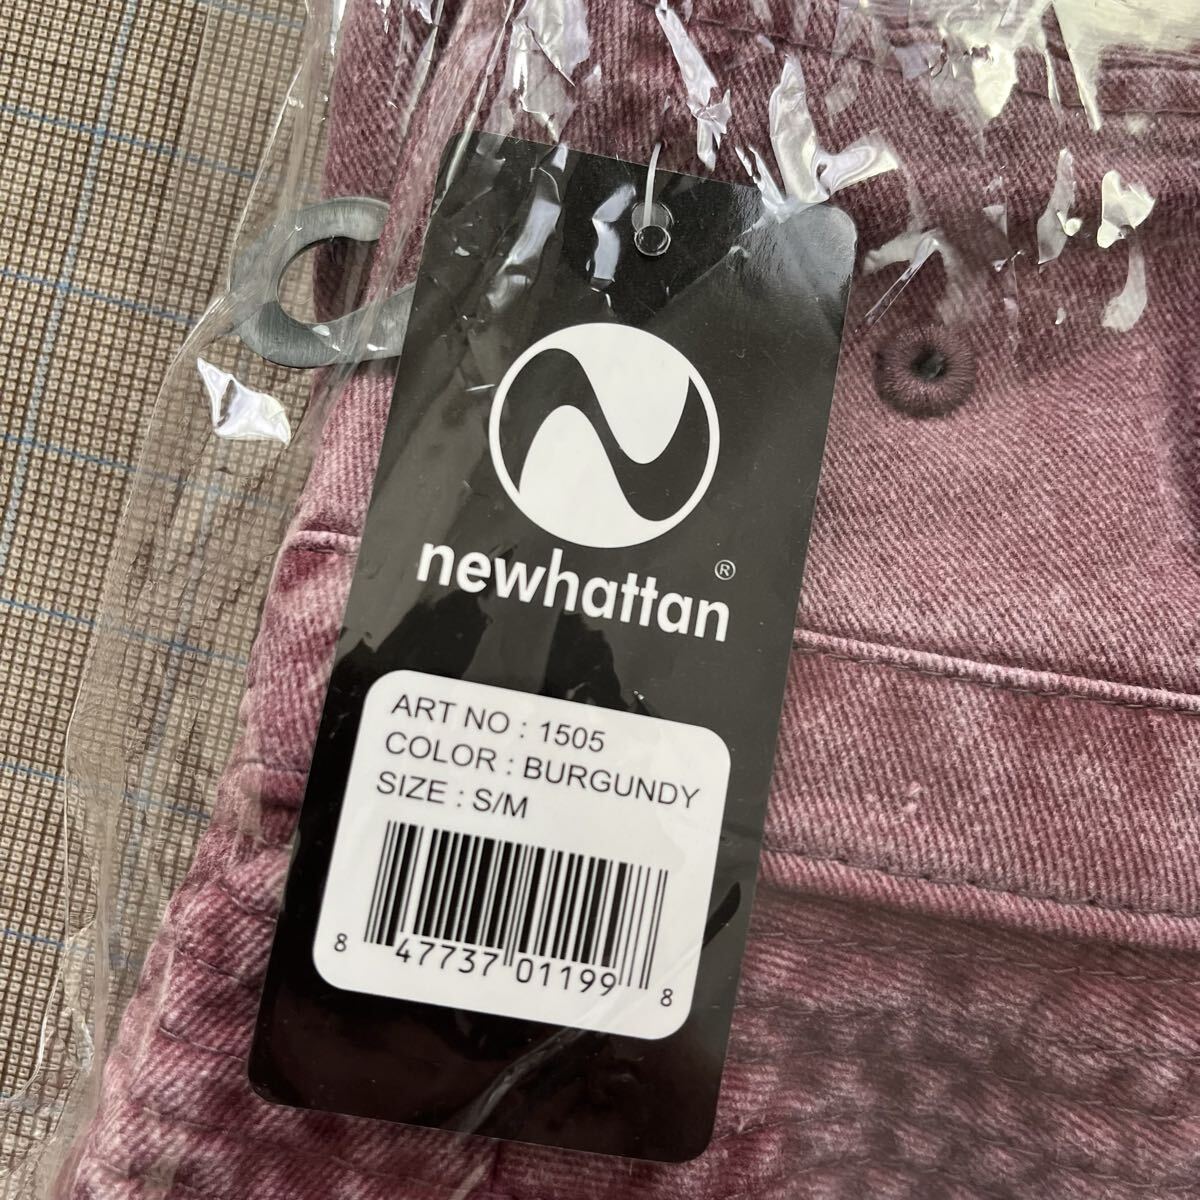 newhattan®
ART NO : 1505
COLOR : BURGUNDY
SIZE : S/M
8 47737 01199 8